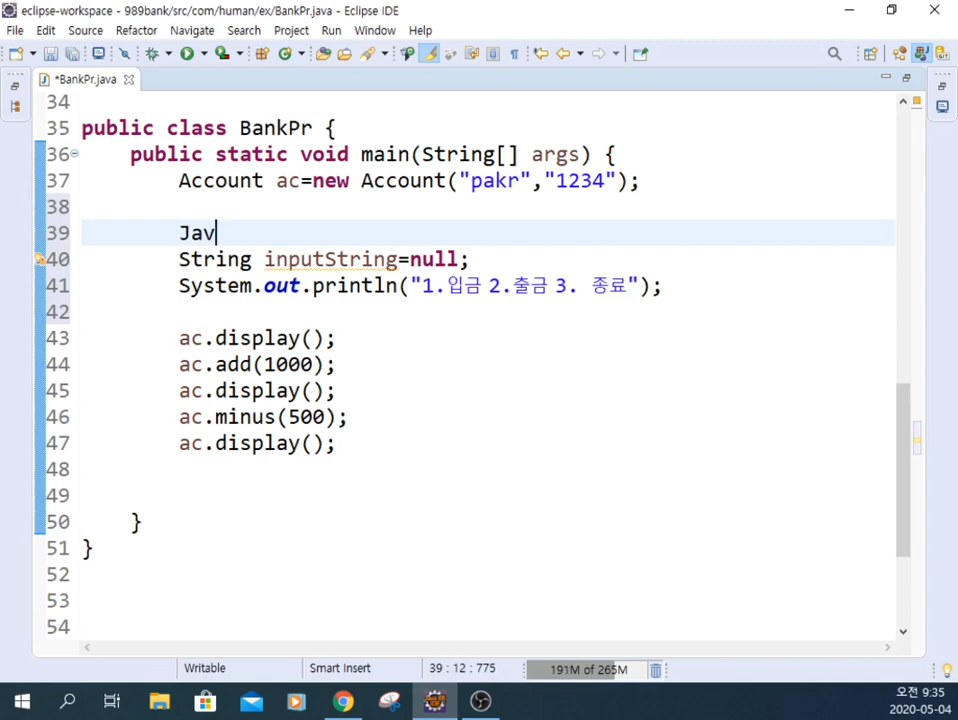 eclipse-workspace - 989bank/src/com/human/ex/BankPr.java - Eclipse IDE
File Edit Source Refactor Navigate Search Project Run Window Help
*BankPr.java
34
35 public class BankPr {
36 public static void main(String[] args) {
37 Account ac=new Account("pakr","1234");
38
39 Jav
40 String inputString=null;
41 System.out.println("1.입금 2.출금 3. 종료");
42
43 ac.display();
44 ac.add(1000);
45 ac.display();
46 ac.minus(500);
47 ac.display();
48
49
50 }
51 }
52
53
54
Writable Smart Insert 39 : 12 : 775 191M of 265M
오전 9:35
2020-05-04